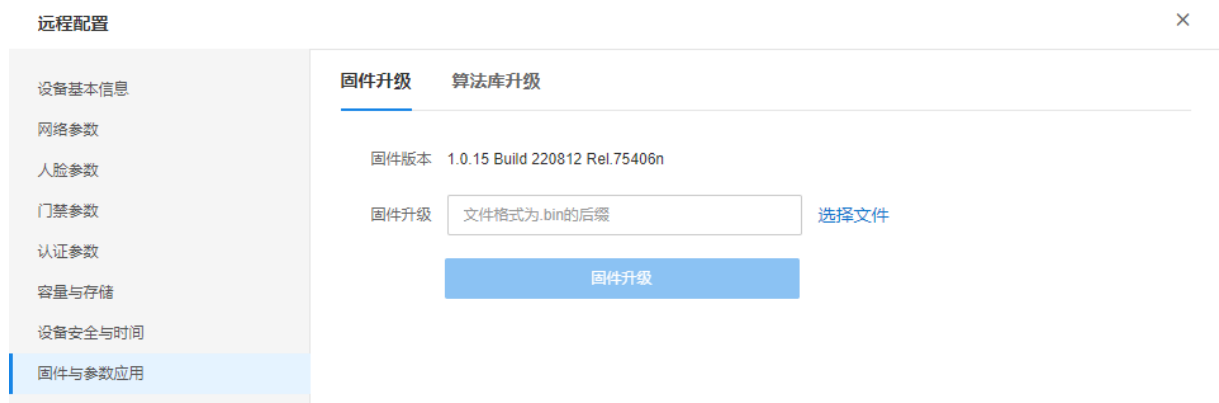 远程配置
设备基本信息
网络参数
人脸参数
门禁参数
认证参数
容量与存储
设备安全与时间
固件与参数应用
固件升级 算法库升级
固件版本 1.0.15 Build 220812 Rel.75406n
固件升级 文件格式为.bin的后缀 选择文件
固件升级